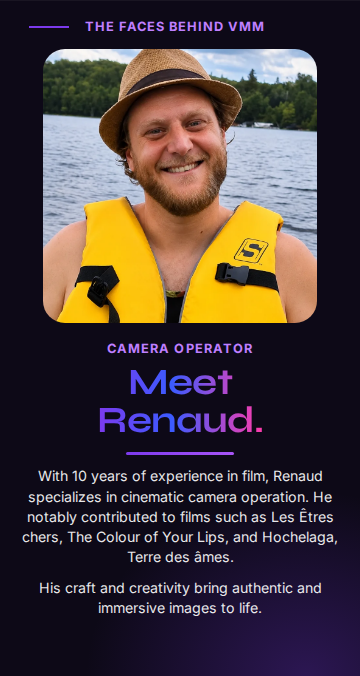 THE FACES BEHIND VMM
S
CAMERA OPERATOR
Meet
Renaud.
With 10 years of experience in film, Renaud
specializes in cinematic camera operation. He
notably contributed to films such as Les Êtres
chers, The Colour of Your Lips, and Hochelaga,
Terre des âmes.
His craft and creativity bring authentic and
immersive images to life.